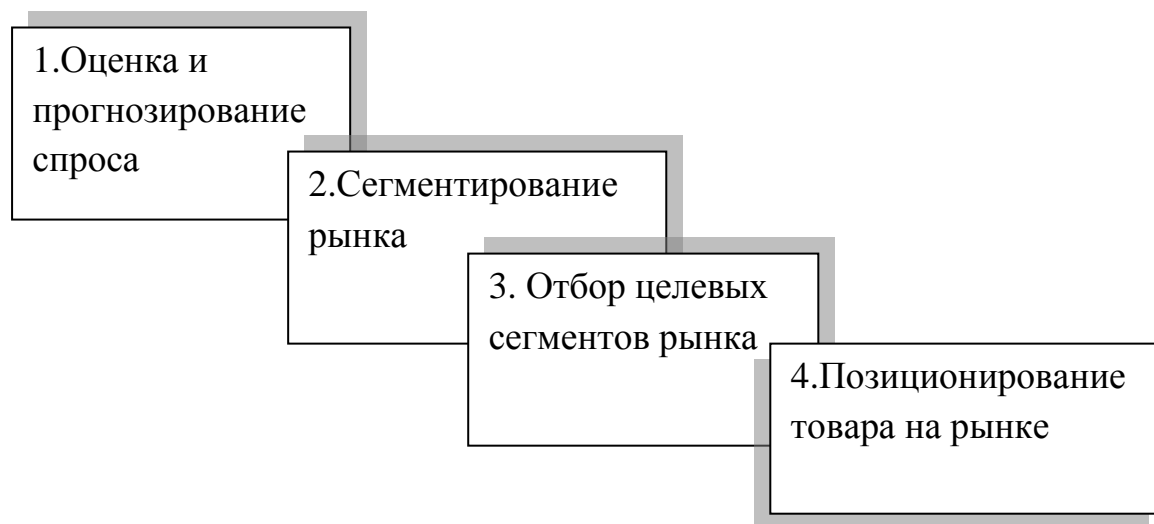 1.Оценка и
прогнозирование
спроса
2.Сегментирование
рынка
3. Отбор целевых
сегментов рынка
4.Позиционирование
товара на рынке